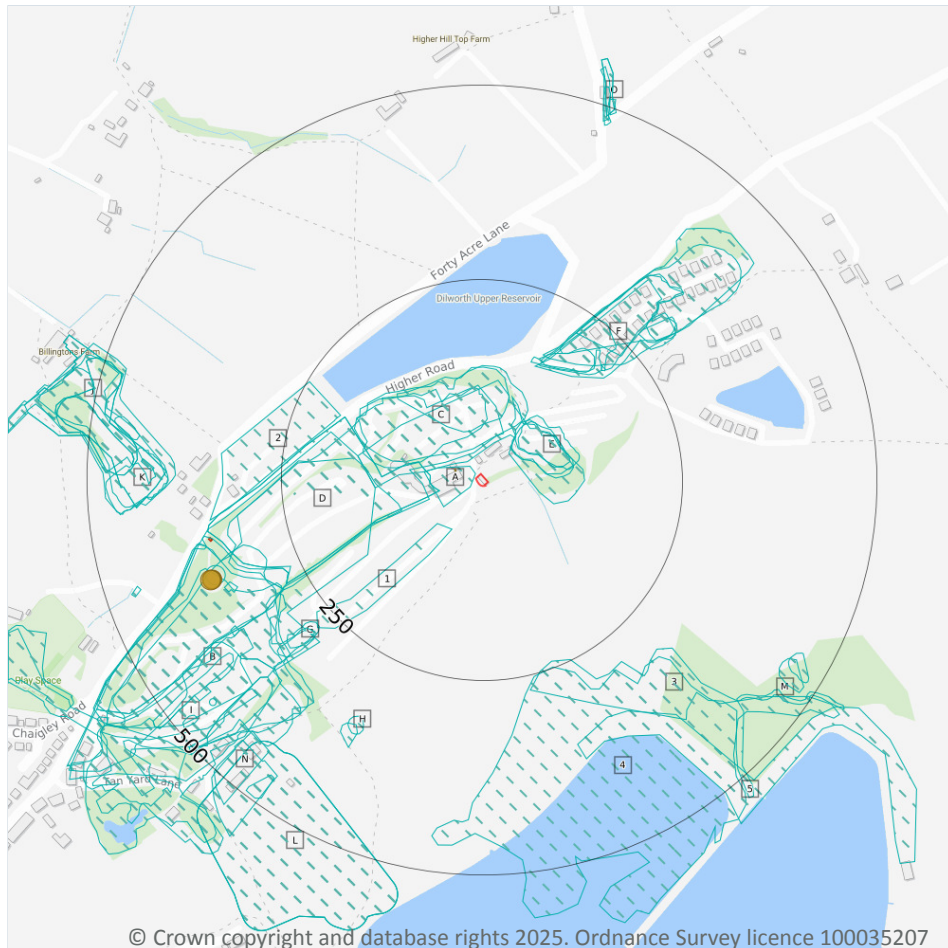 Higher Hill Top Farm
O
Forty Acre Lane
Dilworth Upper Reservoir
F
Billingtons Farm
J
Higher Road
C
2
E
K
A
D
1
250
G
B
3
M
Play Space
I
H
Chaigley Road
500
N
4
Tan Yard Lane
5
L
© Crown copyright and database rights 2025. Ordnance Survey licence 100035207